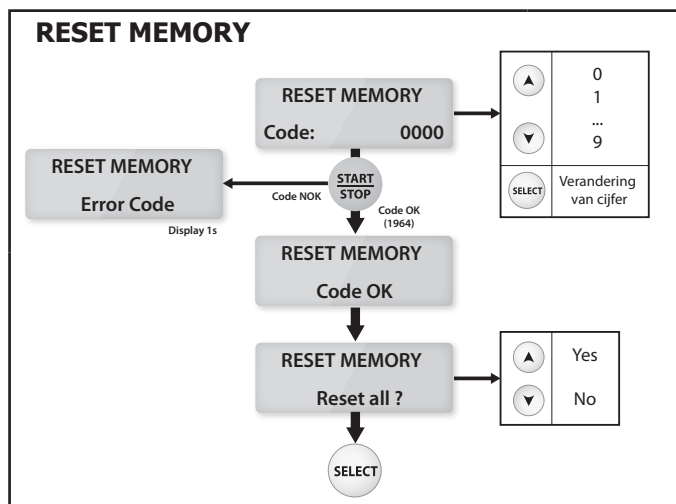 RESET MEMORY
RESET MEMORY
Code: 0000
0
1
...
9
SELECT
Verandering
van cijfer
START
STOP
Code NOK
Code OK
(1964)
RESET MEMORY
Error Code
Display 1s
RESET MEMORY
Code OK
RESET MEMORY
Reset all ?
Yes
No
SELECT